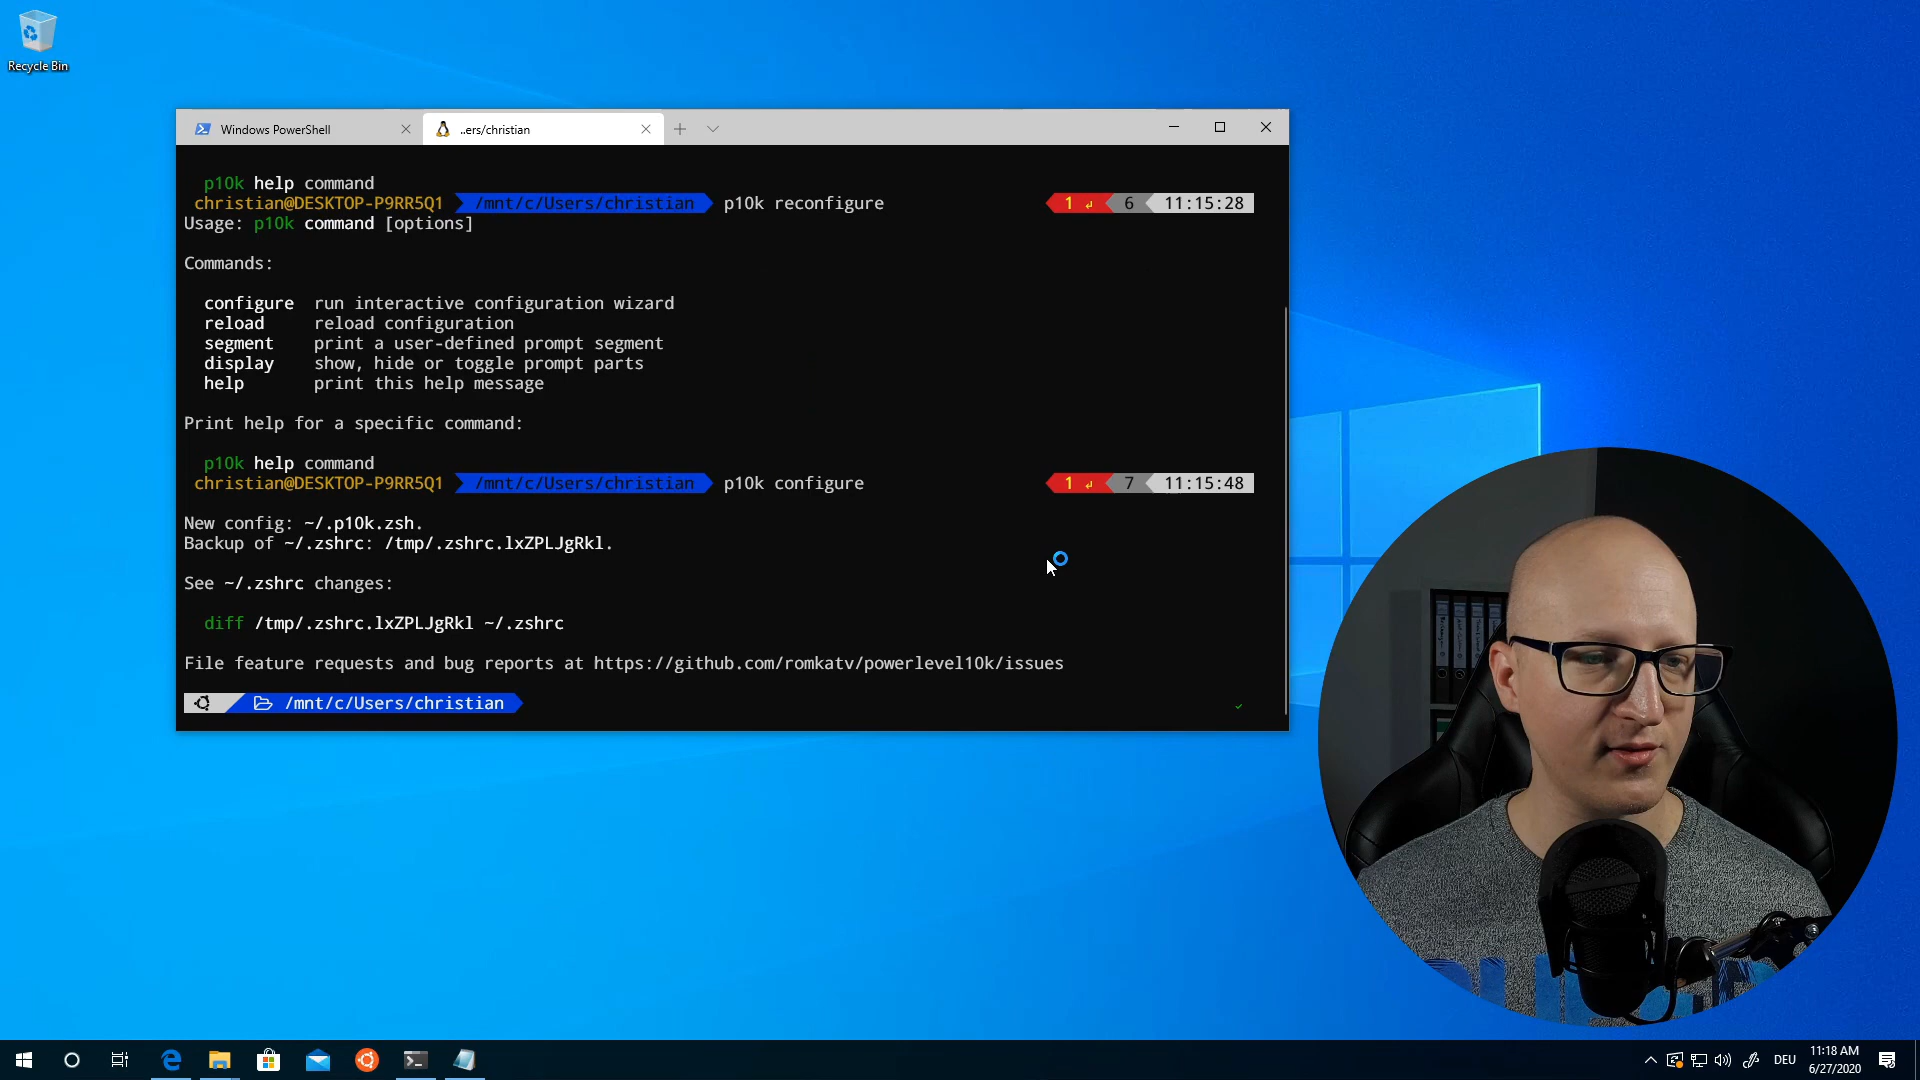 Recycle Bin
Windows PowerShell
..ers/christian
p10k help command
christian@DESKTOP-P9RR5Q1 /mnt/c/Users/christian p10k reconfigure 1 ↲ 6 11:15:28
Usage: p10k command [options]
Commands:
configure run interactive configuration wizard
reload reload configuration
segment print a user-defined prompt segment
display show, hide or toggle prompt parts
help print this help message
Print help for a specific command:
p10k help command
christian@DESKTOP-P9RR5Q1 /mnt/c/Users/christian p10k configure 1 ↲ 7 11:15:48
New config: ~/.p10k.zsh.
Backup of ~/.zshrc: /tmp/.zshrc.lxZPLJgRkl.
See ~/.zshrc changes:
diff /tmp/.zshrc.lxZPLJgRkl ~/.zshrc
File feature requests and bug reports at https://github.com/romkatv/powerlevel10k/issues
/mnt/c/Users/christian ✓
DEU
11:18 AM
6/27/2020